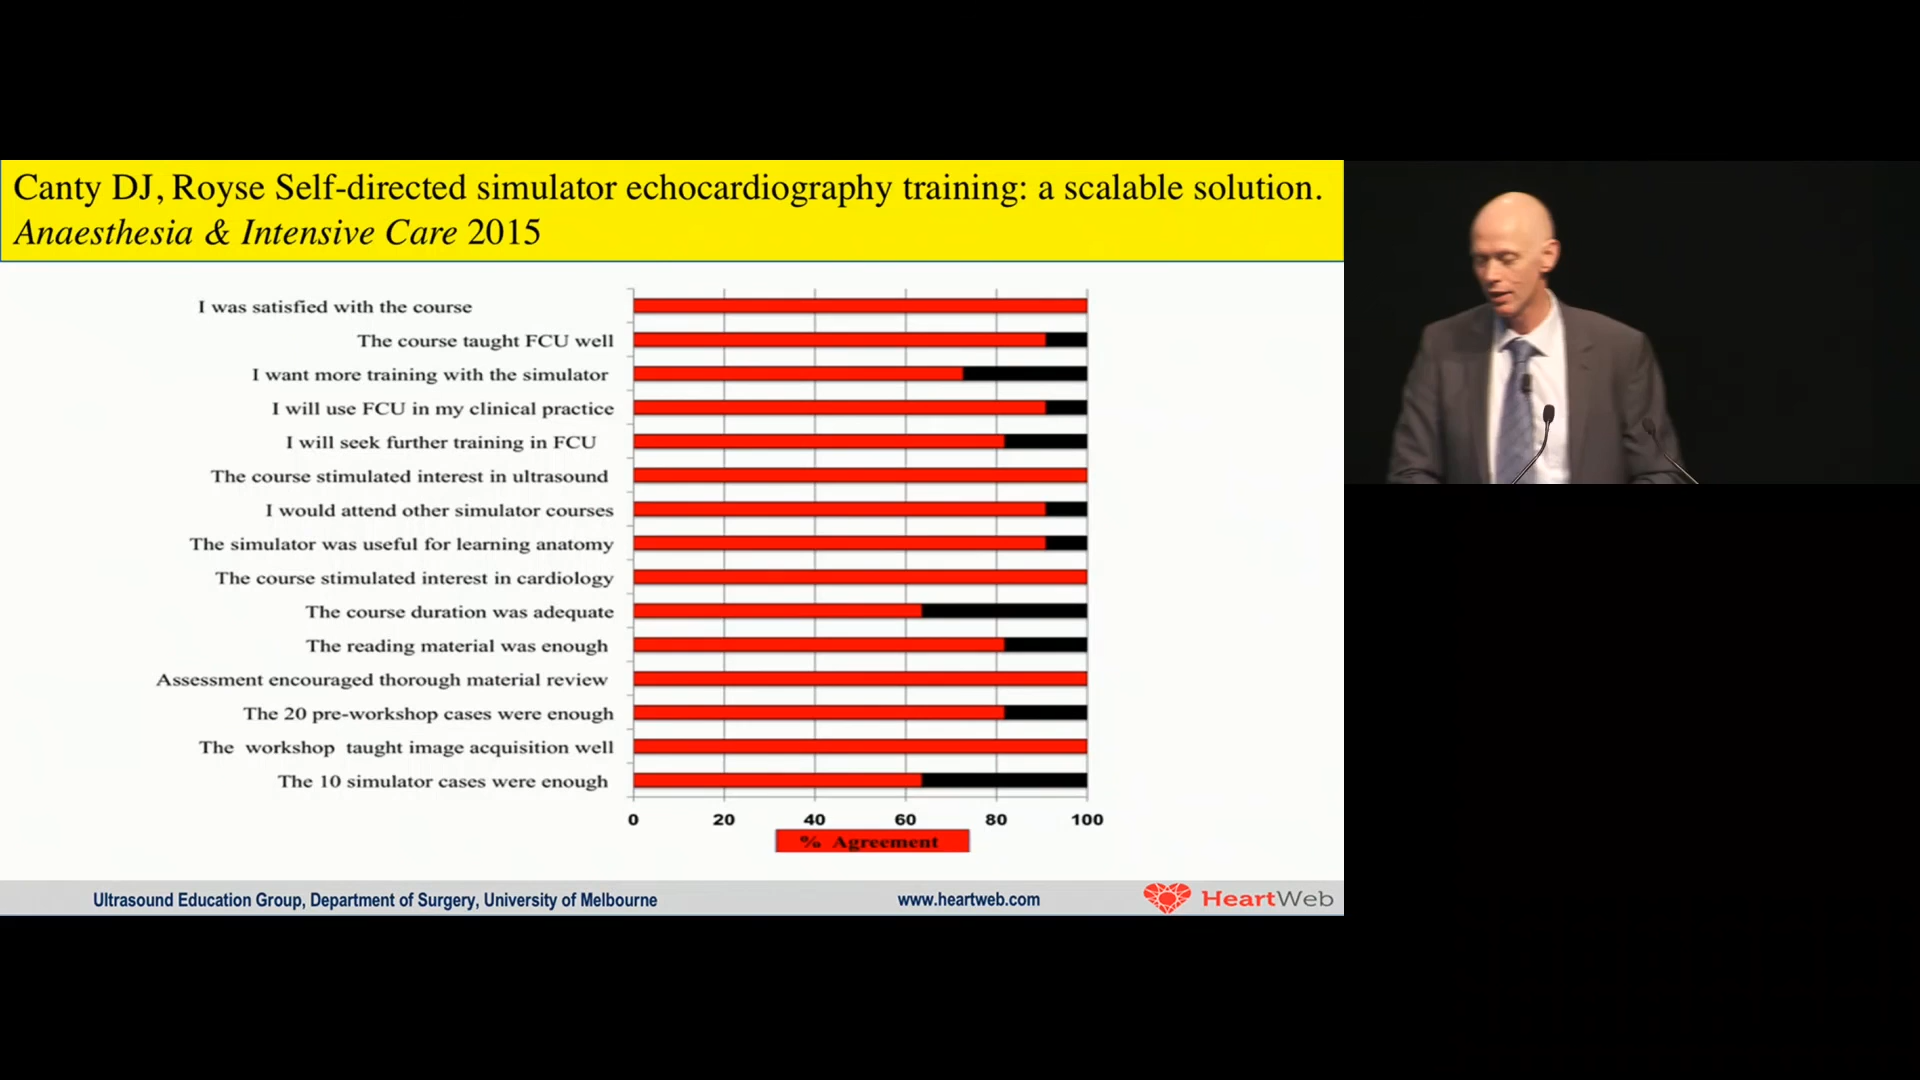 Canty DJ, Royse Self-directed simulator echocardiography training: a scalable solution.
Anaesthesia & Intensive Care 2015
I was satisfied with the course
The course taught FCU well
I want more training with the simulator
I will use FCU in my clinical practice
I will seek further training in FCU
The course stimulated interest in ultrasound
I would attend other simulator courses
The simulator was useful for learning anatomy
The course stimulated interest in cardiology
The course duration was adequate
The reading material was enough
Assessment encouraged thorough material review
The 20 pre-workshop cases were enough
The workshop taught image acquisition well
The 10 simulator cases were enough
0 20 40 60 80 100
% Agreement
Ultrasound Education Group, Department of Surgery, University of Melbourne
www.heartweb.com
HeartWeb